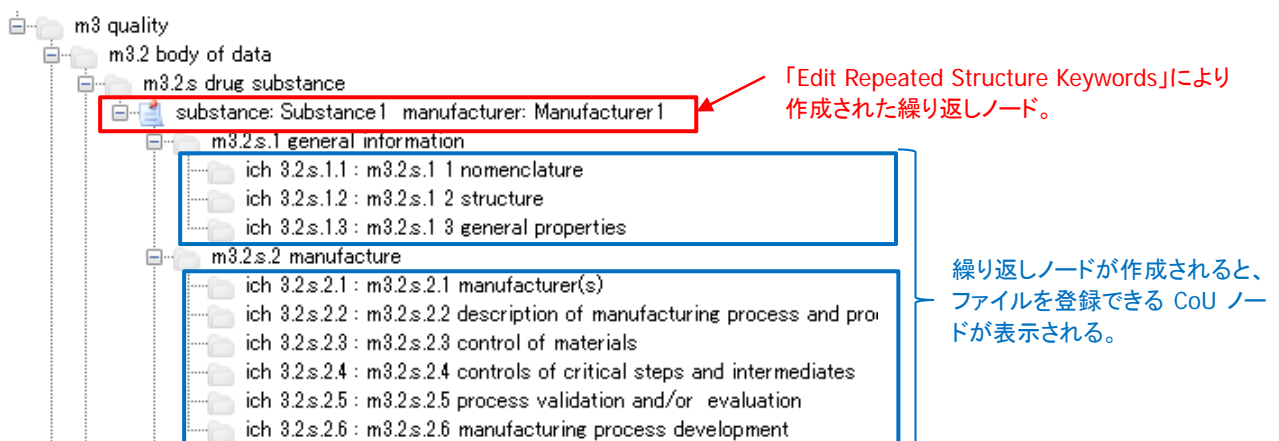 m3 quality
m3.2 body of data
m3.2.s drug substance
substance: Substance1 manufacturer: Manufacturer1
m3.2.s.1 general information
ich 3.2.s.1.1 : m3.2.s.1 1 nomenclature
ich 3.2.s.1.2 : m3.2.s.1 2 structure
ich 3.2.s.1.3 : m3.2.s.1 3 general properties
m3.2.s.2 manufacture
ich 3.2.s.2.1 : m3.2.s.2.1 manufacturer(s)
ich 3.2.s.2.2 : m3.2.s.2.2 description of manufacturing process and pro
ich 3.2.s.2.3 : m3.2.s.2.3 control of materials
ich 3.2.s.2.4 : m3.2.s.2.4 controls of critical steps and intermediates
ich 3.2.s.2.5 : m3.2.s.2.5 process validation and/or evaluation
ich 3.2.s.2.6 : m3.2.s.2.6 manufacturing process development
「Edit Repeated Structure Keywords」により
作成された繰り返しノード。
繰り返しノードが作成されると、
ファイルを登録できる CoU ノー
ドが表示される。